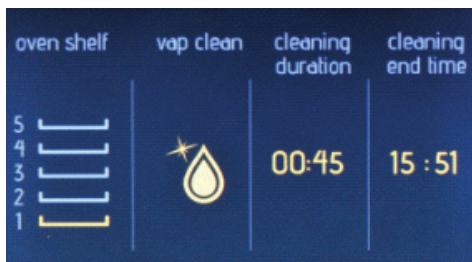 oven shelf
vap clean
cleaning
duration
cleaning
end time
5
4
3
2
1
00:45
15:51